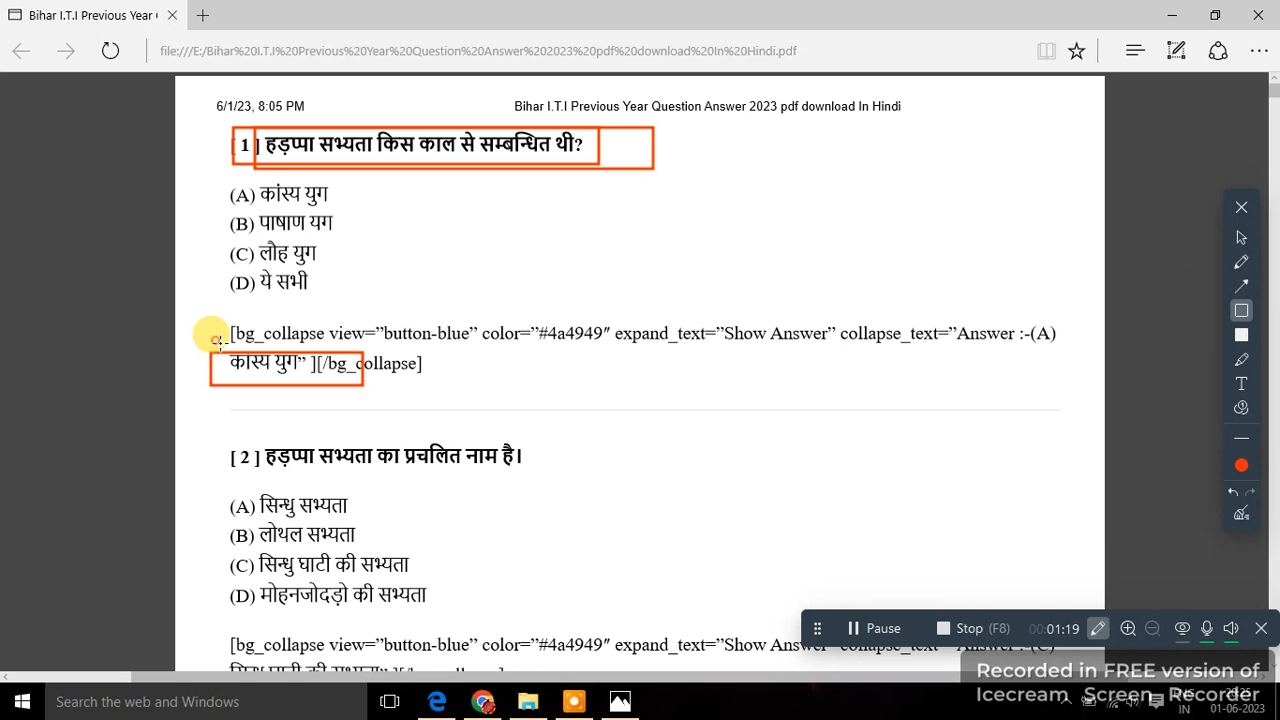 Bihar I.T.I Previous Year
file:///E:/Bihar%20I.T.I%20Previous%20Year%20Question%20Answer%202023%20pdf%20download%20In%20Hindi.pdf
6/1/23, 8:05 PM Bihar I.T.I Previous Year Question Answer 2023 pdf download In Hindi
[ 1 ] हड़प्पा सभ्यता किस काल से सम्बन्धित थी?
(A) कांस्य युग
(B) पाषाण यग
(C) लौह युग
(D) ये सभी
[bg_collapse view=”button-blue” color=”#4a4949″ expand_text=”Show Answer” collapse_text=”Answer :-(A)
कांस्य युग” ][/bg_collapse]
[ 2 ] हड़प्पा सभ्यता का प्रचलित नाम है।
(A) सिन्धु सभ्यता
(B) लोथल सभ्यता
(C) सिन्धु घाटी की सभ्यता
(D) मोहनजोदड़ो की सभ्यता
[bg_collapse view=”button-blue” color=”#4a4949″ expand_text=”Show Answer” collapse_text=”Answer :-(C)
Pause Stop (F8) 00:01:19
Recorded in FREE version of
Icecream Screen Recorder
Search the web and Windows
IN 01-06-2023